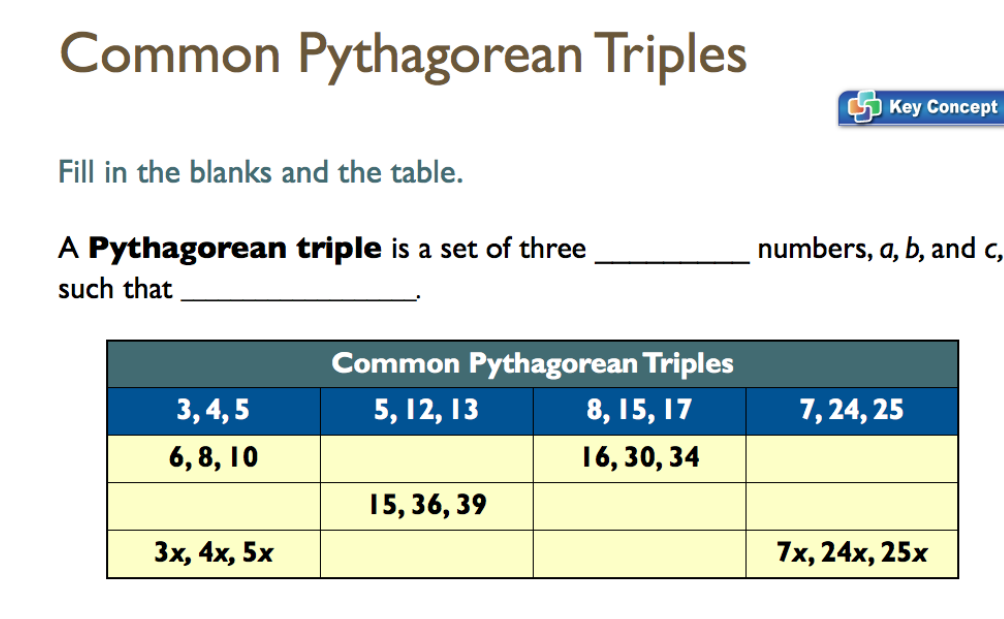 Common Pythagorean Triples
Key Concept
Fill in the blanks and the table.
A Pythagorean triple is a set of three __________ numbers, a, b, and c,
such that _______________.
Common Pythagorean Triples
3, 4, 5 5, 12, 13 8, 15, 17 7, 24, 25
6, 8, 10 16, 30, 34
15, 36, 39
3x, 4x, 5x 7x, 24x, 25x